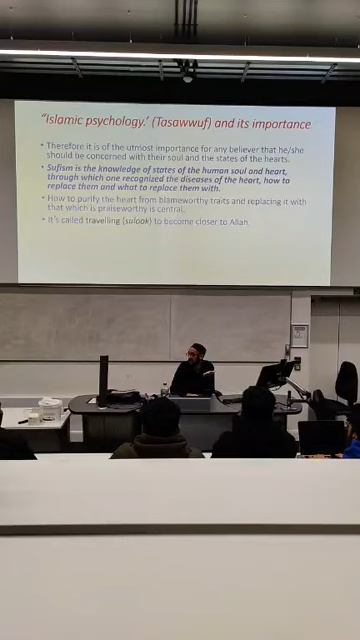 "Islamic psychology.' (Tasawwuf) and its importance
• Therefore it is of the utmost importance for any believer that he/she
should be concerned with their soul and the states of the hearts.
• Sufism is the knowledge of states of the human soul and heart,
through which one recognized the diseases of the heart, how to
replace them and what to replace them with.
• How to purify the heart from blameworthy traits and replacing it with
that which is praiseworthy is central.
• It's called travelling (sulook) to become closer to Allah.